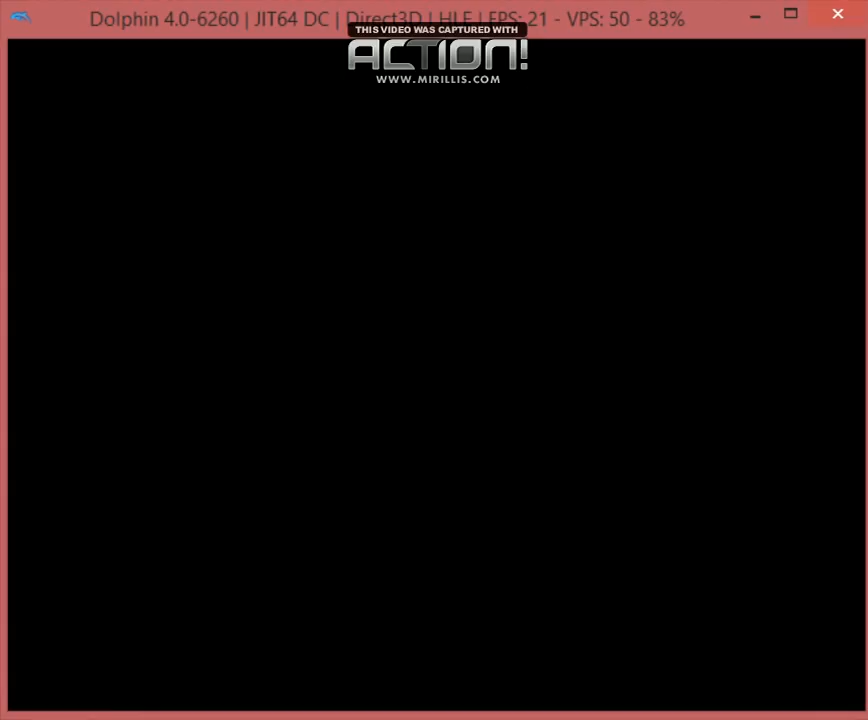 Dolphin 4.0-6260 | JIT64 DC | Direct3D | HLE | FPS: 21 - VPS: 50 - 83%
THIS VIDEO WAS CAPTURED WITH
ACTION!
WWW.MIRILLIS.COM